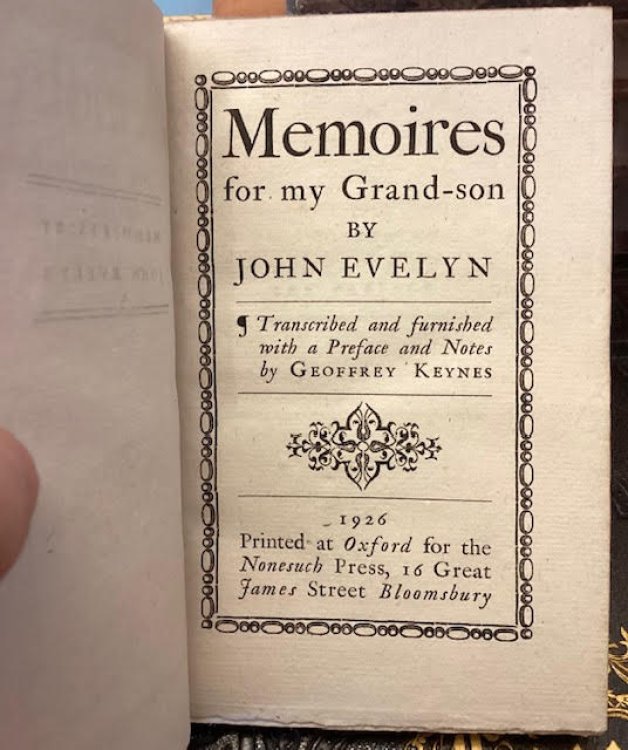 Memoires
for my Grand-son
BY
JOHN EVELYN
¶ Transcribed and furnished
with a Preface and Notes
by GEOFFREY KEYNES
1926
Printed at Oxford for the
Nonesuch Press, 16 Great
James Street Bloomsbury